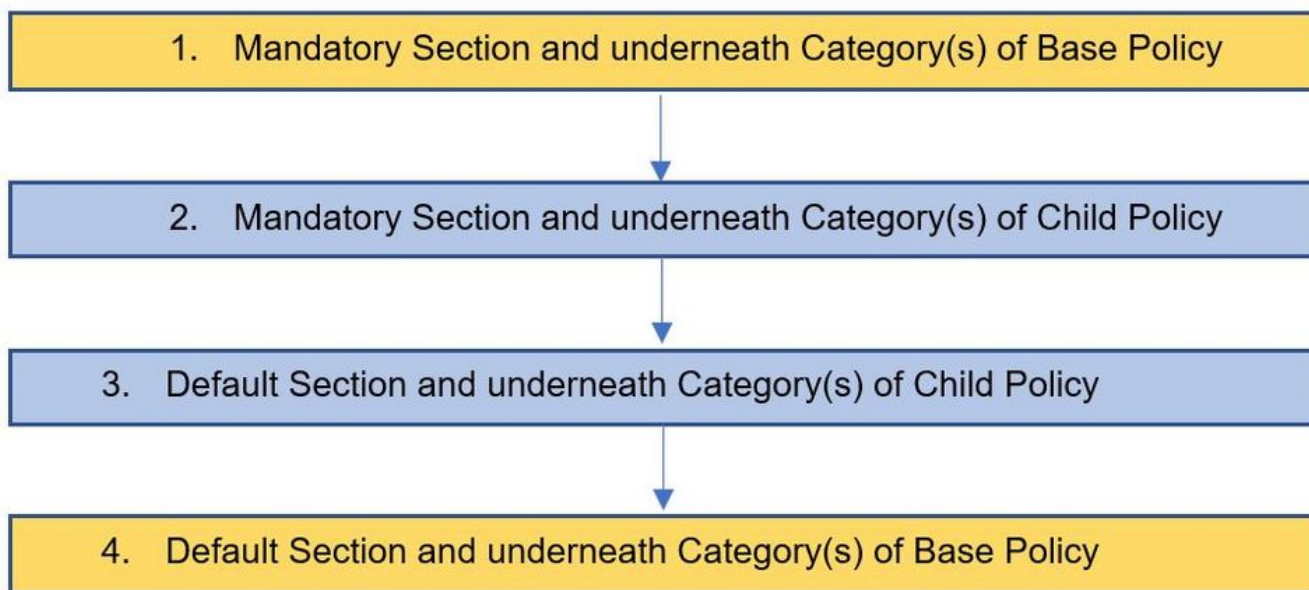 1. Mandatory Section and underneath Category(s) of Base Policy
2. Mandatory Section and underneath Category(s) of Child Policy
3. Default Section and underneath Category(s) of Child Policy
4. Default Section and underneath Category(s) of Base Policy